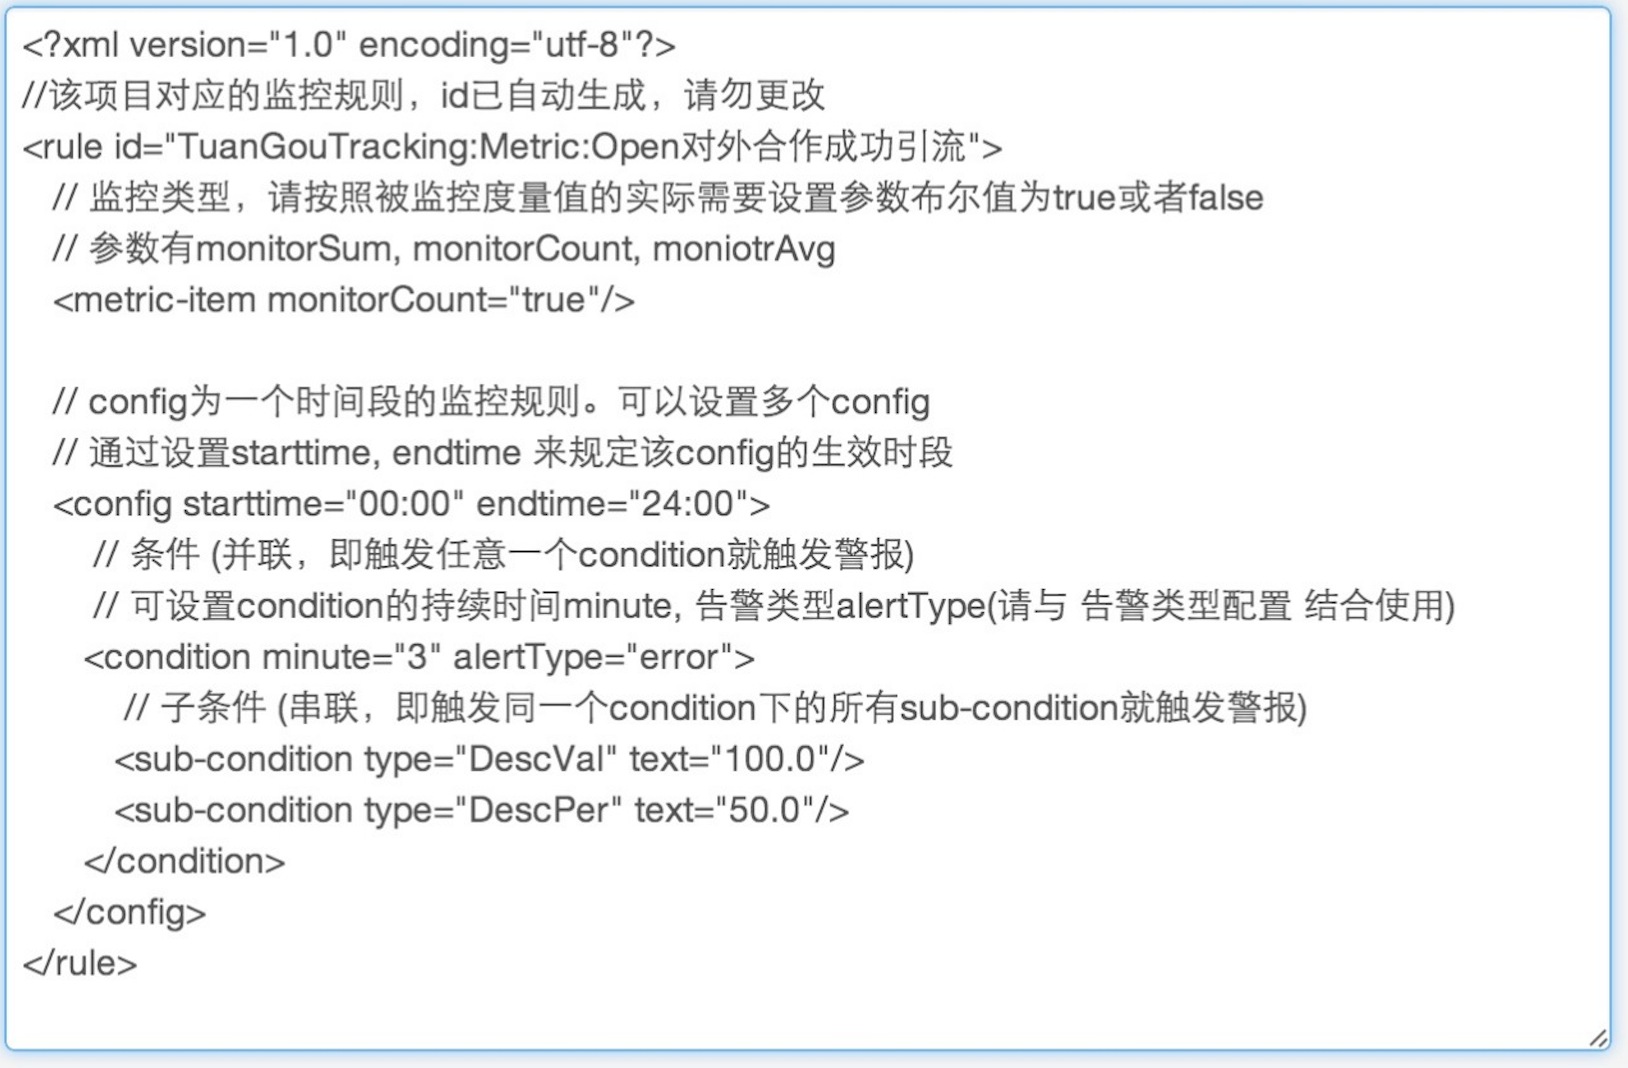 <?xml version="1.0" encoding="utf-8"?>
//该项目对应的监控规则，id已自动生成，请勿更改
<rule id="TuanGouTracking:Metric:Open对外合作成功引流">
// 监控类型，请按照被监控度量值的实际需要设置参数布尔值为true或者false
// 参数有monitorSum, monitorCount, moniotrAvg
<metric-item monitorCount="true"/>
// config为一个时间段的监控规则。可以设置多个config
// 通过设置starttime, endtime 来规定该config的生效时段
<config starttime="00:00" endtime="24:00">
// 条件 (并联，即触发任意一个condition就触发警报)
// 可设置condition的持续时间minute, 告警类型alertType(请与 告警类型配置 结合使用)
<condition minute="3" alertType="error">
// 子条件 (串联，即触发同一个condition下的所有sub-condition就触发警报)
<sub-condition type="DescVal" text="100.0"/>
<sub-condition type="DescPer" text="50.0"/>
</condition>
</config>
</rule>